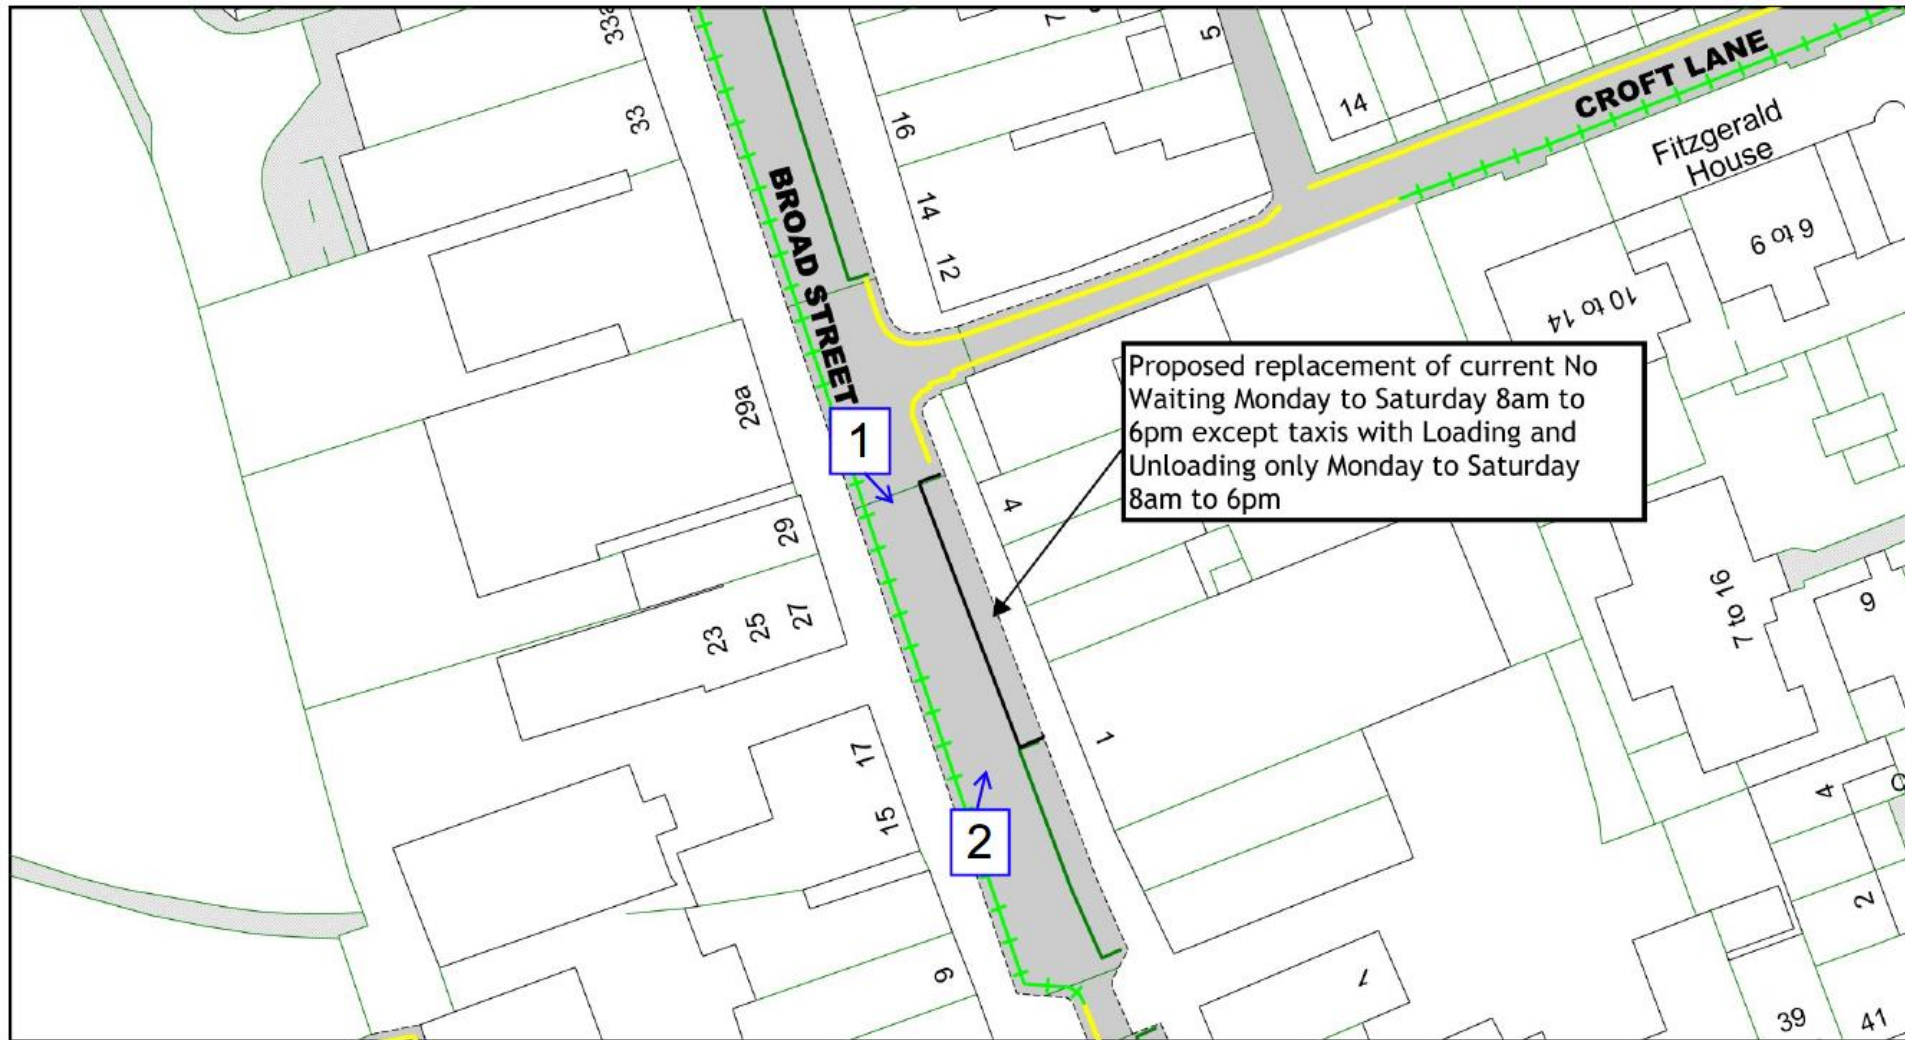 33a
7
5
33
16
14
CROFT LANE
Fitzgerald
House
BROAD STREET
14
12
6 to 9
10 to 14
29a
Proposed replacement of current No
Waiting Monday to Saturday 8am to
6pm except taxis with Loading and
Unloading only Monday to Saturday
8am to 6pm
1
4
29
27
25
23
7 to 16
6
17
1
15
2
4
2
9
1
39
41